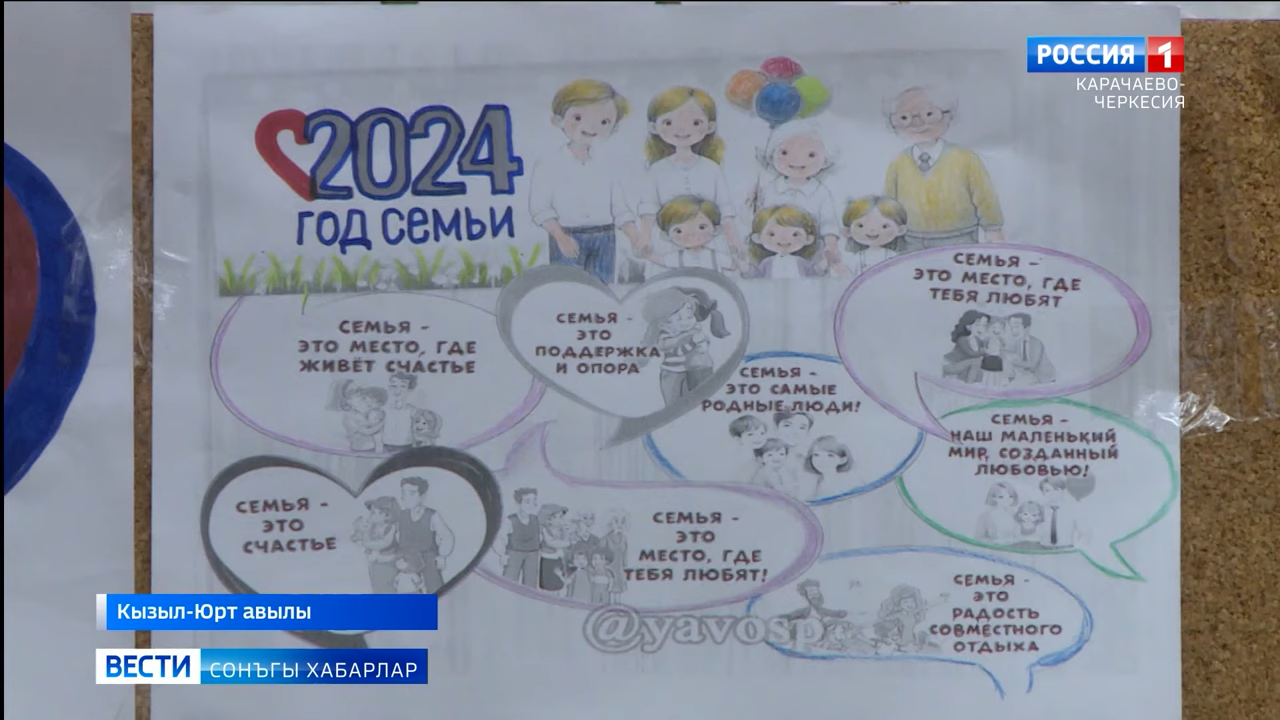 РОССИЯ 1
КАРАЧАЕВО-
ЧЕРКЕСИЯ
2024
ГОД СЕМЬИ
СЕМЬЯ -
ЭТО МЕСТО, ГДЕ
ЖИВЁТ СЧАСТЬЕ
СЕМЬЯ -
ЭТО
ПОДДЕРЖКА
И ОПОРА
СЕМЬЯ -
ЭТО МЕСТО, ГДЕ
ТЕБЯ ЛЮБЯТ
СЕМЬЯ -
ЭТО САМЫЕ
РОДНЫЕ ЛЮДИ!
СЕМЬЯ -
НАШ МАЛЕНЬКИЙ
МИР, СОЗДАННЫЙ
ЛЮБОВЬЮ!
СЕМЬЯ -
ЭТО
СЧАСТЬЕ
СЕМЬЯ -
ЭТО
МЕСТО, ГДЕ
ТЕБЯ ЛЮБЯТ!
СЕМЬЯ -
ЭТО
РАДОСТЬ
СОВМЕСТНОГО
ОТДЫХА
Кызыл-Юрт авылы
ВЕСТИ СОНЪГЫ ХАБАРЛАР